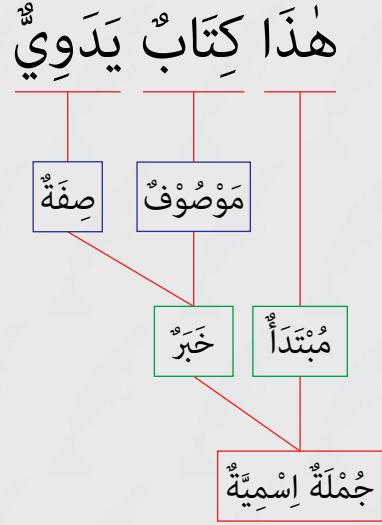 هٰذَا كِتَابٌ يَدَوِيٌّ
مَوْصُوْفٌ صِفَةٌ
مُبْتَدَأٌ خَبَرٌ
جُمْلَةٌ اِسْمِيَّةٌ